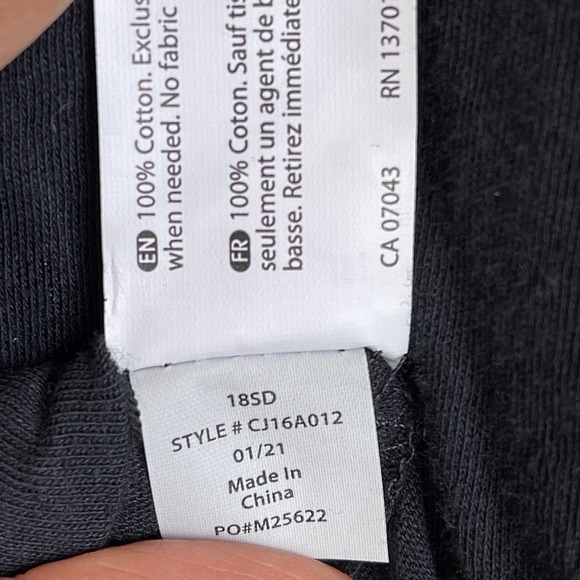 EN 100% Cotton. Exclus
when needed. No fabric
FR 100% Coton. Sauf tis
seulement un agent de b
basse. Retirez immédiate
CA 07043 RN 13701
18SD
STYLE # CJ16A012
01/21
Made In
China
PO#M25622